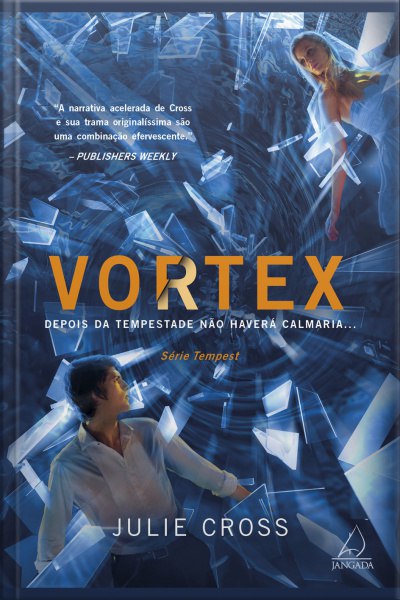 “A narrativa acelerada de Cross
e sua trama originalíssima são
uma combinação efervescente.”
– PUBLISHERS WEEKLY
VORTEX
DEPOIS DA TEMPESTADE NÃO HAVERÁ CALMARIA...
Série Tempest
JULIE CROSS
JANGADA